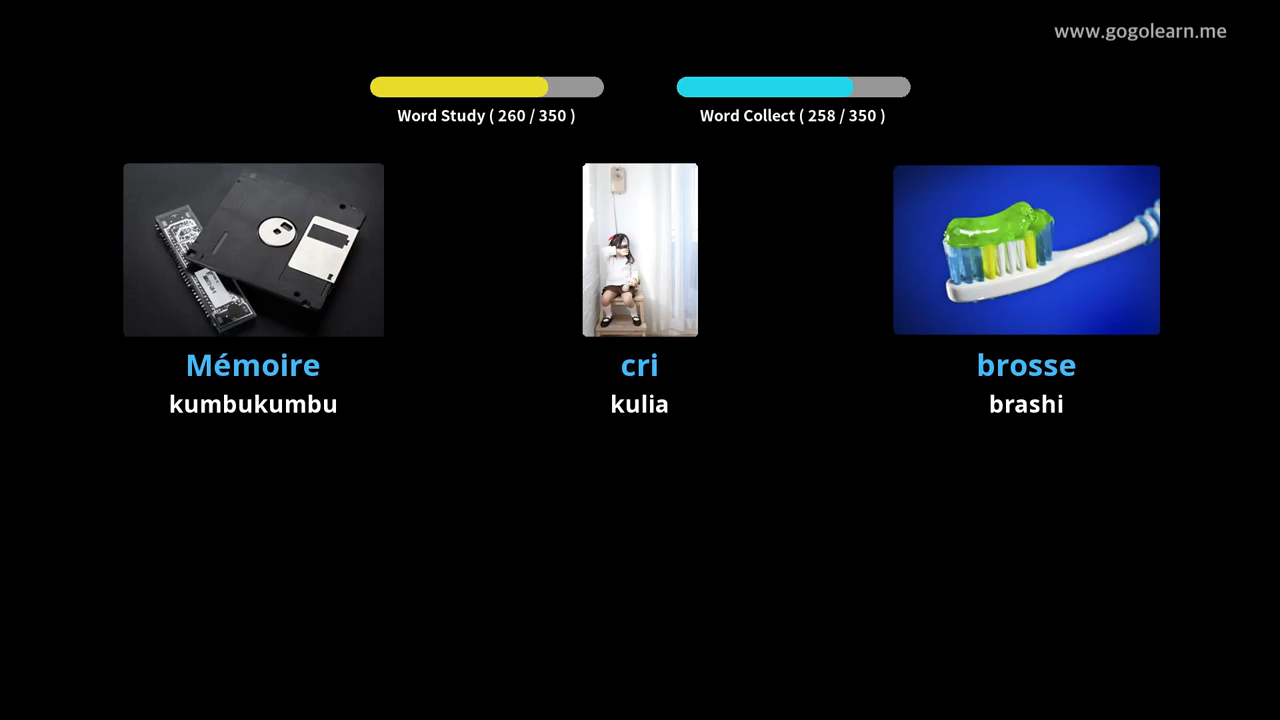 www.gogolearn.me
Word Study ( 260 / 350 )
Word Collect ( 258 / 350 )
Mémoire
kumbukumbu
cri
kulia
brosse
brashi